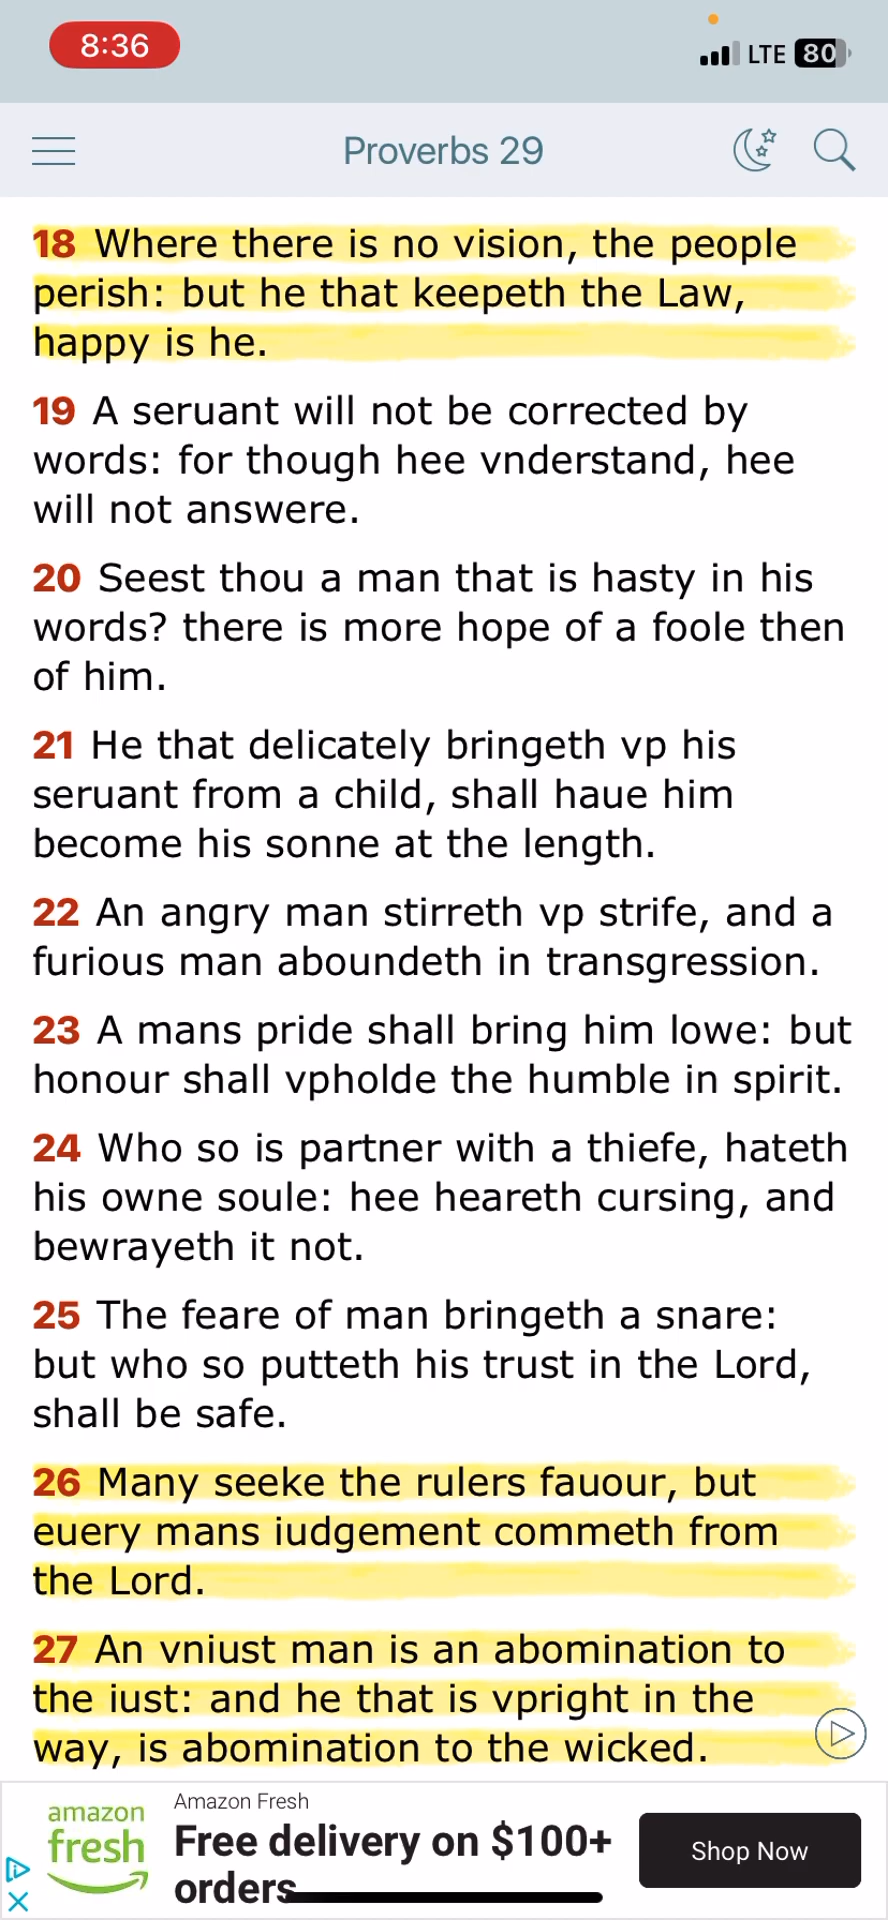 8:36
LTE 80
Proverbs 29
18 Where there is no vision, the people
perish: but he that keepeth the Law,
happy is he.
19 A seruant will not be corrected by
words: for though hee vnderstand, hee
will not answere.
20 Seest thou a man that is hasty in his
words? there is more hope of a foole then
of him.
21 He that delicately bringeth vp his
seruant from a child, shall haue him
become his sonne at the length.
22 An angry man stirreth vp strife, and a
furious man aboundeth in transgression.
23 A mans pride shall bring him lowe: but
honour shall vpholde the humble in spirit.
24 Who so is partner with a thiefe, hateth
his owne soule: hee heareth cursing, and
bewrayeth it not.
25 The feare of man bringeth a snare:
but who so putteth his trust in the Lord,
shall be safe.
26 Many seeke the rulers fauour, but
euery mans iudgement commeth from
the Lord.
27 An vniust man is an abomination to
the iust: and he that is vpright in the
way, is abomination to the wicked.
amazon
fresh
Amazon Fresh
Free delivery on $100+
orders
Shop Now